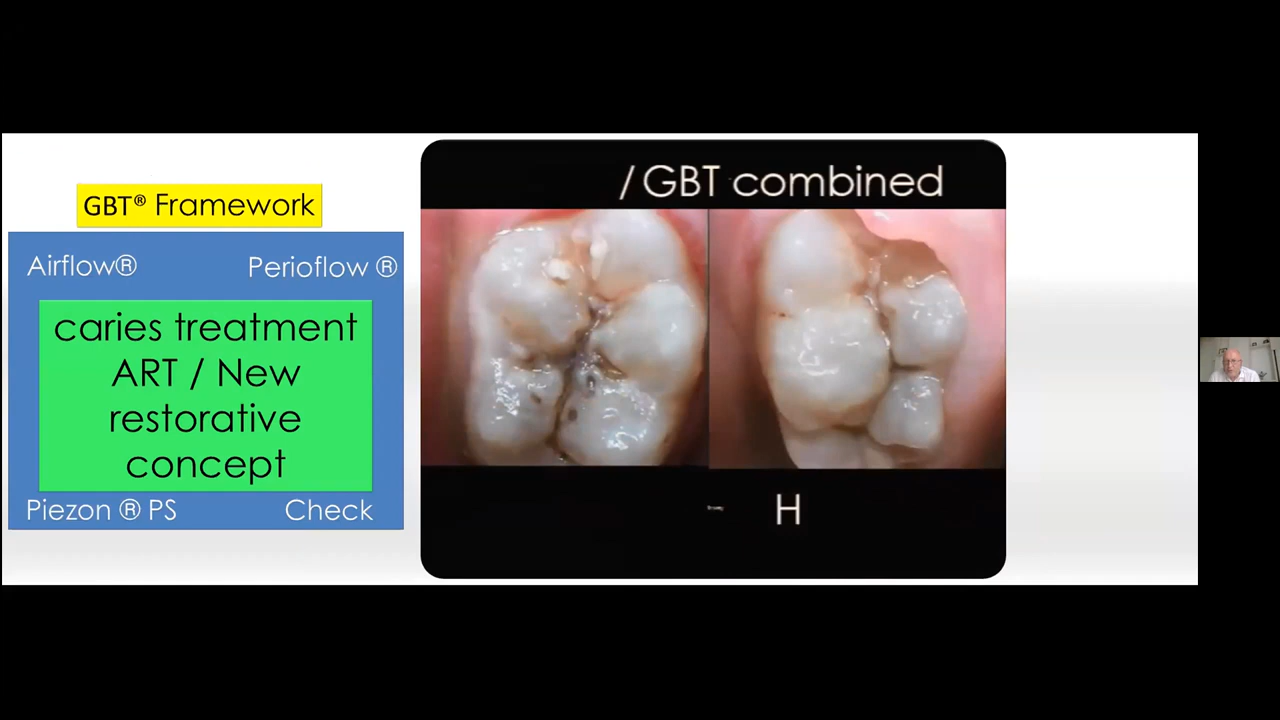 GBT® Framework
Airflow® Perioflow ®
caries treatment
ART / New
restorative
concept
Piezon ® PS Check
/ GBT combined
H